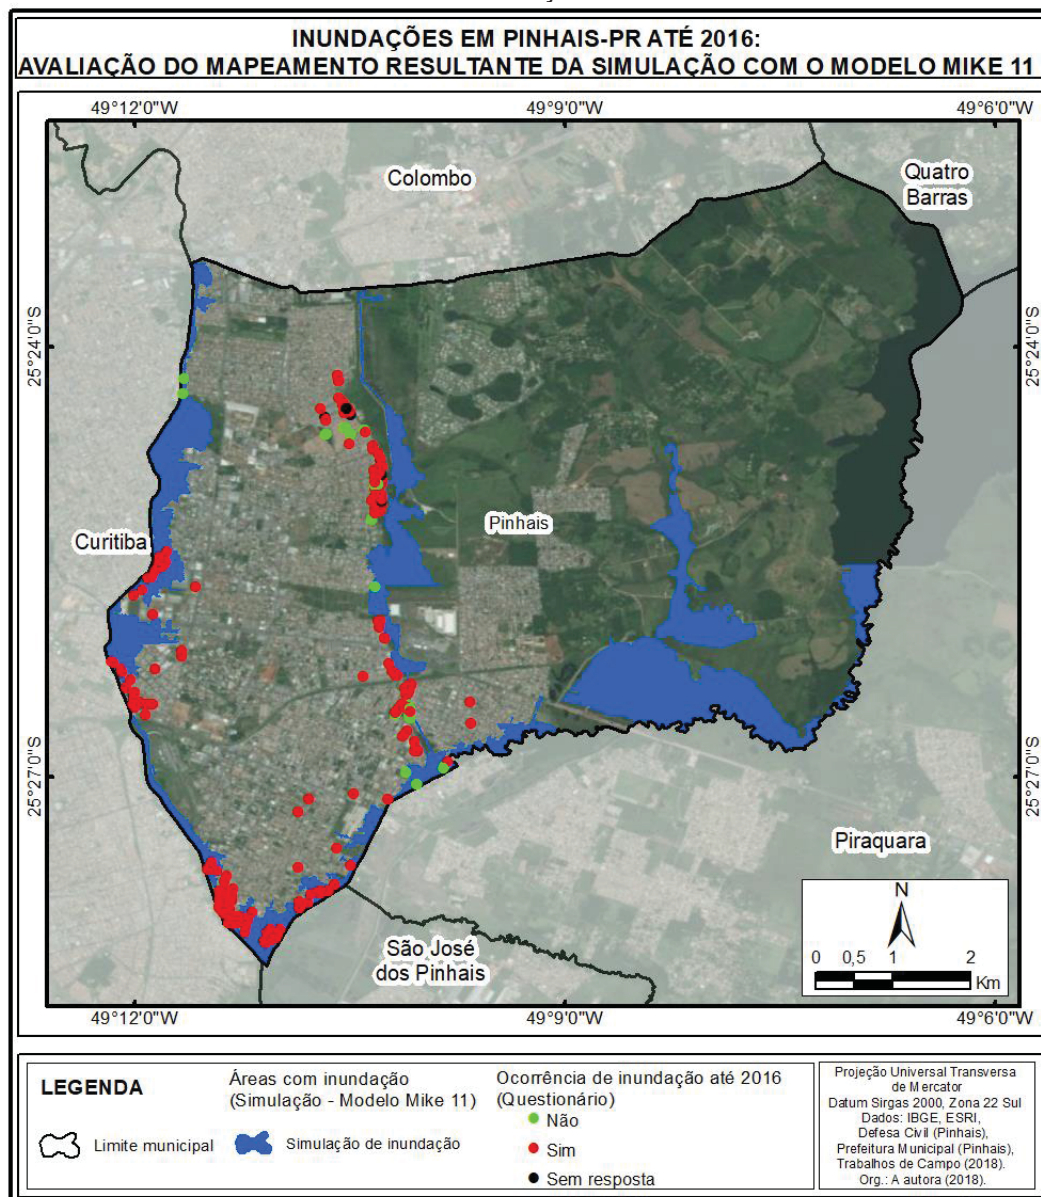 INUNDAÇÕES EM PINHAIS-PR ATÉ 2016:
AVALIAÇÃO DO MAPEAMENTO RESULTANTE DA SIMULAÇÃO COM O MODELO MIKE 11
49°12'0"W
49°9'0"W
49°6'0"W
Colombo
Quatro
Barras
25°24'0"S
25°24'0"S
Curitiba
Pinhais
25°27'0"S
25°27'0"S
Piraquara
São José
dos Pinhais
N
0 0,5 1 2
Km
49°12'0"W
49°9'0"W
49°6'0"W
LEGENDA
Limite municipal
Áreas com inundação
(Simulação - Modelo Mike 11)
Simulação de inundação
Ocorrência de inundação até 2016
(Questionário)
Não
Sim
Sem resposta
Projeção Universal Transversa
de Mercator
Datum Sirgas 2000, Zona 22 Sul
Dados: IBGE, ESRI,
Defesa Civil (Pinhais),
Prefeitura Municipal (Pinhais),
Trabalhos de Campo (2018).
Org.: A autora (2018).